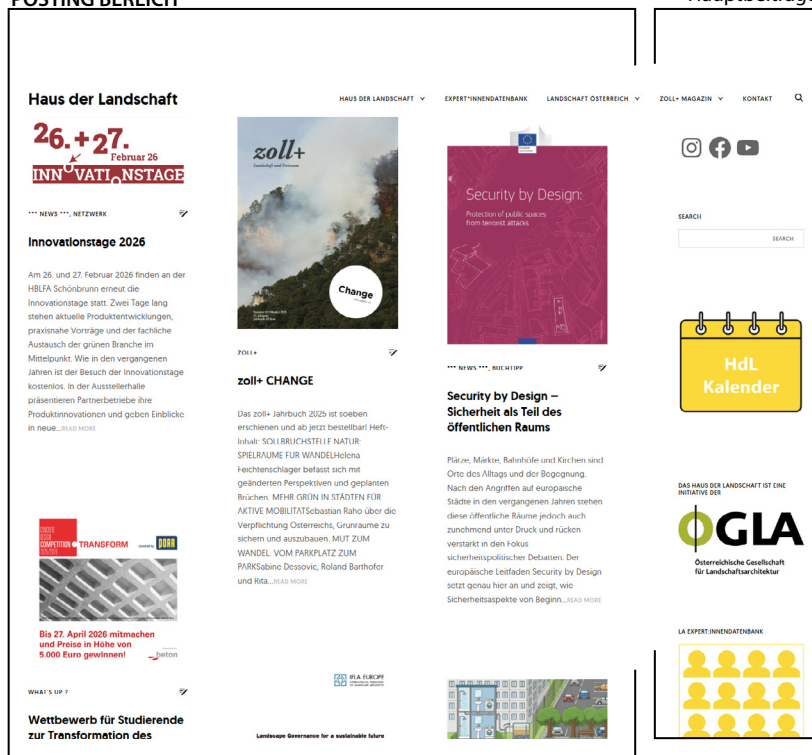 POSTING BEREICH
Hauptbeiträge
Haus der Landschaft
HAUS DER LANDSCHAFT
EXPERT*INNENDATENBANK
LANDSCHAFT ÖSTERREICH
ZOLL+ MAGAZIN
KONTAKT
26.+27.
Februar 26
INNOVATIONSTAGE
*** NEWS ***, NETZWERK
Innovationstage 2026
Am 26. und 27. Februar 2026 finden an der
HBLFA Schönbrunn erneut die
Innovationstage statt. Zwei Tage lang
stehen aktuelle Produktentwicklungen,
praxisnahe Vorträge und der fachliche
Austausch der grünen Branche im
Mittelpunkt. Wie in den vergangenen
Jahren ist der Besuch der Innovationstage
kostenlos. In der Ausstellerhalle
präsentieren Partnerbetriebe ihre
Produktinnovationen und geben Einblicke
in neue...READ MORE
COMPETITION
TRANSFORM
Bis 27. April 2026 mitmachen
und Preise in Höhe von
5.000 Euro gewinnen!
beton
WHAT'S UP ?
Wettbewerb für Studierende
zur Transformation des
zoll+
Landschaft und Freiraum
Change
ZOLL+
zoll+ CHANGE
Das zoll+ Jahrbuch 2025 ist soeben
erschienen und ab jetzt bestellbar! Heft-
Inhalt: SOLLBRUCHSTELLE NATUR:
SPIELRÄUME FÜR WANDELHelena
Feichtenschlager befasst sich mit
geänderten Perspektiven und geplanten
Brüchen. MEHR GRÜN IN STÄDTEN FÜR
AKTIVE MOBILITÄTSebastian Raho über die
Verpflichtung Österreichs, Grünräume zu
sichern und auszubauen. MUT ZUM
WANDEL. VOM PARKPLATZ ZUM
PARKSabine Dessovic, Roland Barthofer
und Rita...READ MORE
IFLA EUROPE
Landscape Governance for a sustainable future
Security by Design:
Protection of public spaces
from terrorist attacks
*** NEWS ***, BUCHTIPP
Security by Design –
Sicherheit als Teil des
öffentlichen Raums
Plätze, Märkte, Bahnhöfe und Kirchen sind
Orte des Alltags und der Begegnung.
Nach den Angriffen auf europäische
Städte in den vergangenen Jahren stehen
diese öffentliche Räume jedoch auch
zunehmend unter Druck und rücken
verstärkt in den Fokus
sicherheitspolitischer Debatten. Der
europäische Leitfaden Security by Design
setzt genau hier an und zeigt, wie
Sicherheitsaspekte von Beginn...READ MORE
SEARCH
SEARCH
HdL
Kalender
DAS HAUS DER LANDSCHAFT IST EINE
INITIATIVE DER
ÖGLA
Österreichische Gesellschaft
für Landschaftsarchitektur
LA EXPERT:INNENDATENBANK